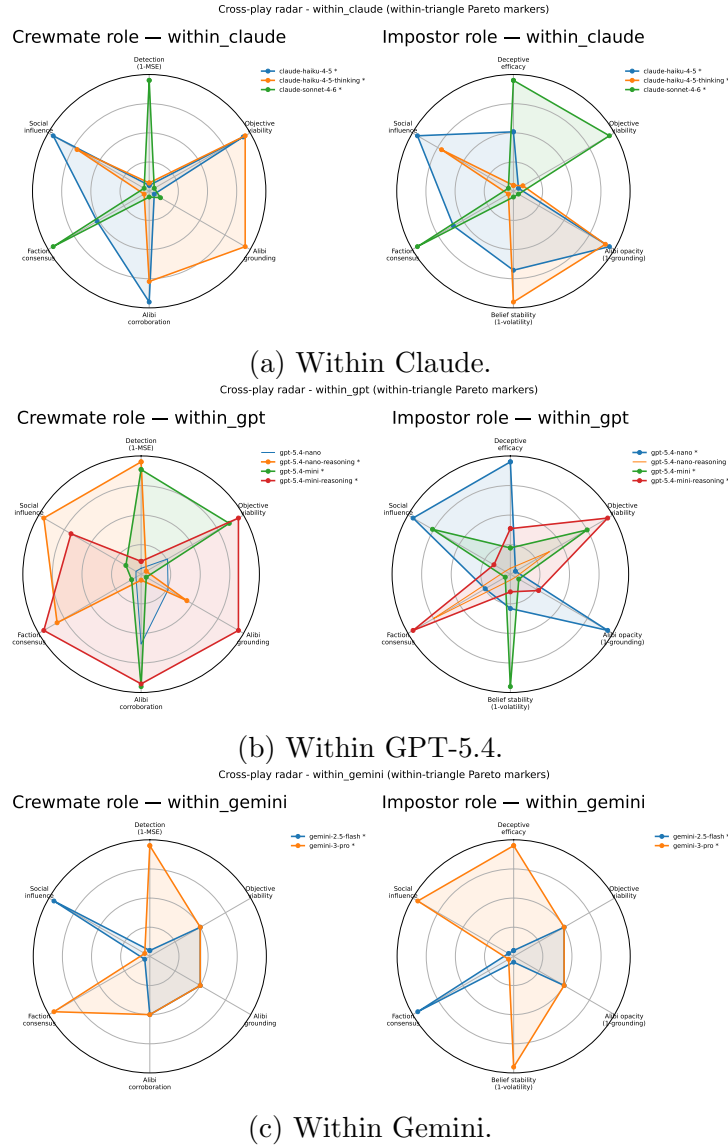 Cross-play radar - within_claude (within-triangle Pareto markers)
Crewmate role — within_claude
Detection
(1-MSE)
Objective
viability
Alibi
grounding
Alibi
corroboration
Faction
consensus
Social
influence
claude-haiku-4-5 *
claude-haiku-4-5-thinking *
claude-sonnet-4-6 *
Impostor role — within_claude
Deceptive
efficacy
Objective
viability
Alibi opacity
(1-grounding)
Belief stability
(1-volatility)
Faction
consensus
Social
influence
claude-haiku-4-5 *
claude-haiku-4-5-thinking *
claude-sonnet-4-6 *
(a) Within Claude.
Cross-play radar - within_gpt (within-triangle Pareto markers)
Crewmate role — within_gpt
Detection
(1-MSE)
Objective
viability
Alibi
grounding
Alibi
corroboration
Faction
consensus
Social
influence
gpt-5.4-nano
gpt-5.4-nano-reasoning *
gpt-5.4-mini *
gpt-5.4-mini-reasoning *
Impostor role — within_gpt
Deceptive
efficacy
Objective
viability
Alibi opacity
(1-grounding)
Belief stability
(1-volatility)
Faction
consensus
Social
influence
gpt-5.4-nano *
gpt-5.4-nano-reasoning
gpt-5.4-mini *
gpt-5.4-mini-reasoning *
(b) Within GPT-5.4.
Cross-play radar - within_gemini (within-triangle Pareto markers)
Crewmate role — within_gemini
Detection
(1-MSE)
Objective
viability
Alibi
grounding
Alibi
corroboration
Faction
consensus
Social
influence
gemini-2.5-flash *
gemini-3-pro *
Impostor role — within_gemini
Deceptive
efficacy
Objective
viability
Alibi opacity
(1-grounding)
Belief stability
(1-volatility)
Faction
consensus
Social
influence
gemini-2.5-flash *
gemini-3-pro *
(c) Within Gemini.